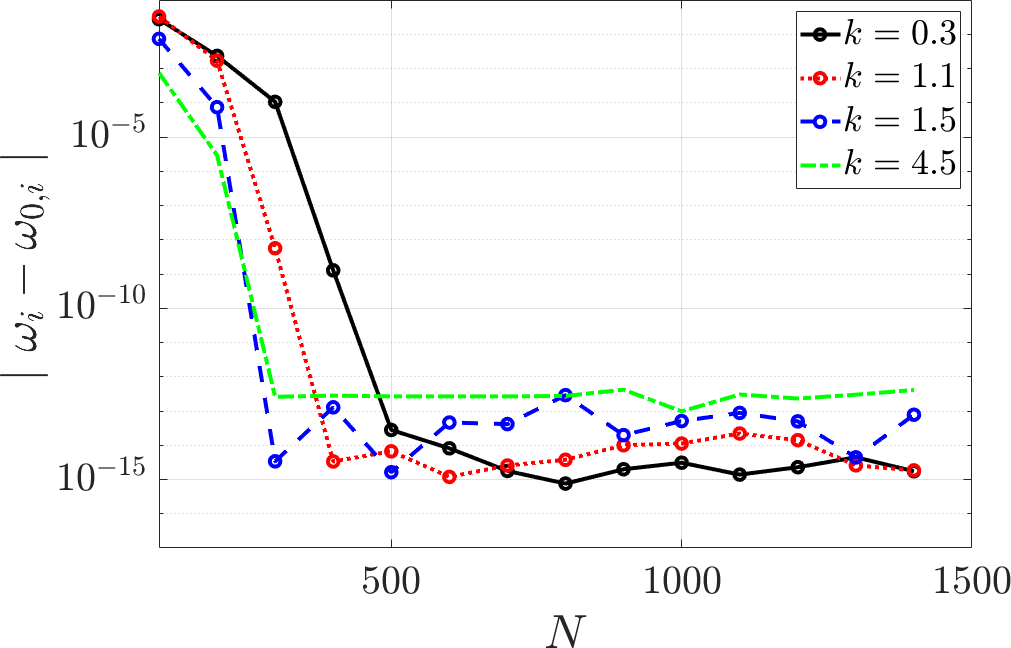 k = 0.3
k = 1.1
k = 1.5
k = 4.5
| ω_i − ω_{0,i} |
10^{-5}
10^{-10}
10^{-15}
500 1000 1500
N